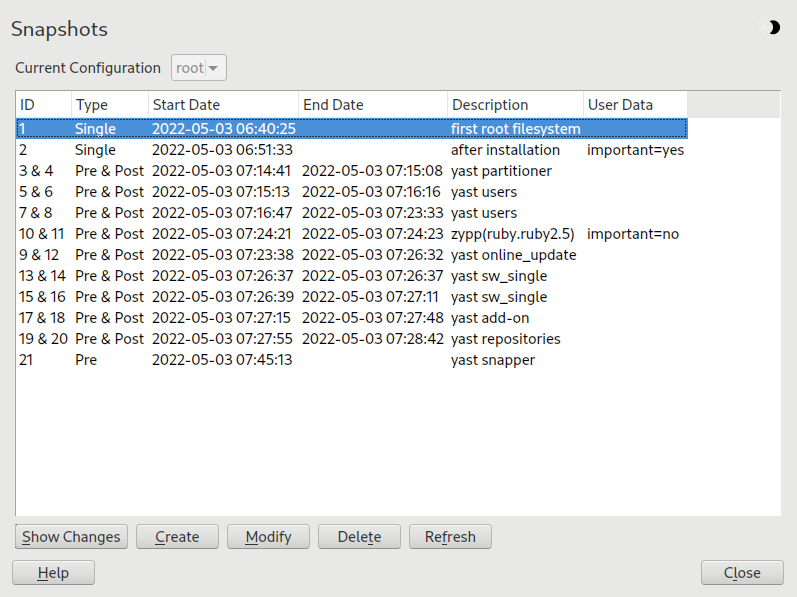 Snapshots
Current Configuration root
ID Type Start Date End Date Description User Data
1 Single 2022-05-03 06:40:25 first root filesystem
2 Single 2022-05-03 06:51:33 after installation important=yes
3 & 4 Pre & Post 2022-05-03 07:14:41 2022-05-03 07:15:08 yast partitioner
5 & 6 Pre & Post 2022-05-03 07:15:13 2022-05-03 07:16:16 yast users
7 & 8 Pre & Post 2022-05-03 07:16:47 2022-05-03 07:23:33 yast users
10 & 11 Pre & Post 2022-05-03 07:24:21 2022-05-03 07:24:23 zypp(ruby.ruby2.5) important=no
9 & 12 Pre & Post 2022-05-03 07:23:38 2022-05-03 07:26:32 yast online_update
13 & 14 Pre & Post 2022-05-03 07:26:37 2022-05-03 07:26:37 yast sw_single
15 & 16 Pre & Post 2022-05-03 07:26:39 2022-05-03 07:27:11 yast sw_single
17 & 18 Pre & Post 2022-05-03 07:27:15 2022-05-03 07:27:48 yast add-on
19 & 20 Pre & Post 2022-05-03 07:27:55 2022-05-03 07:28:42 yast repositories
21 Pre 2022-05-03 07:45:13 yast snapper
Show Changes Create Modify Delete Refresh
Help Close